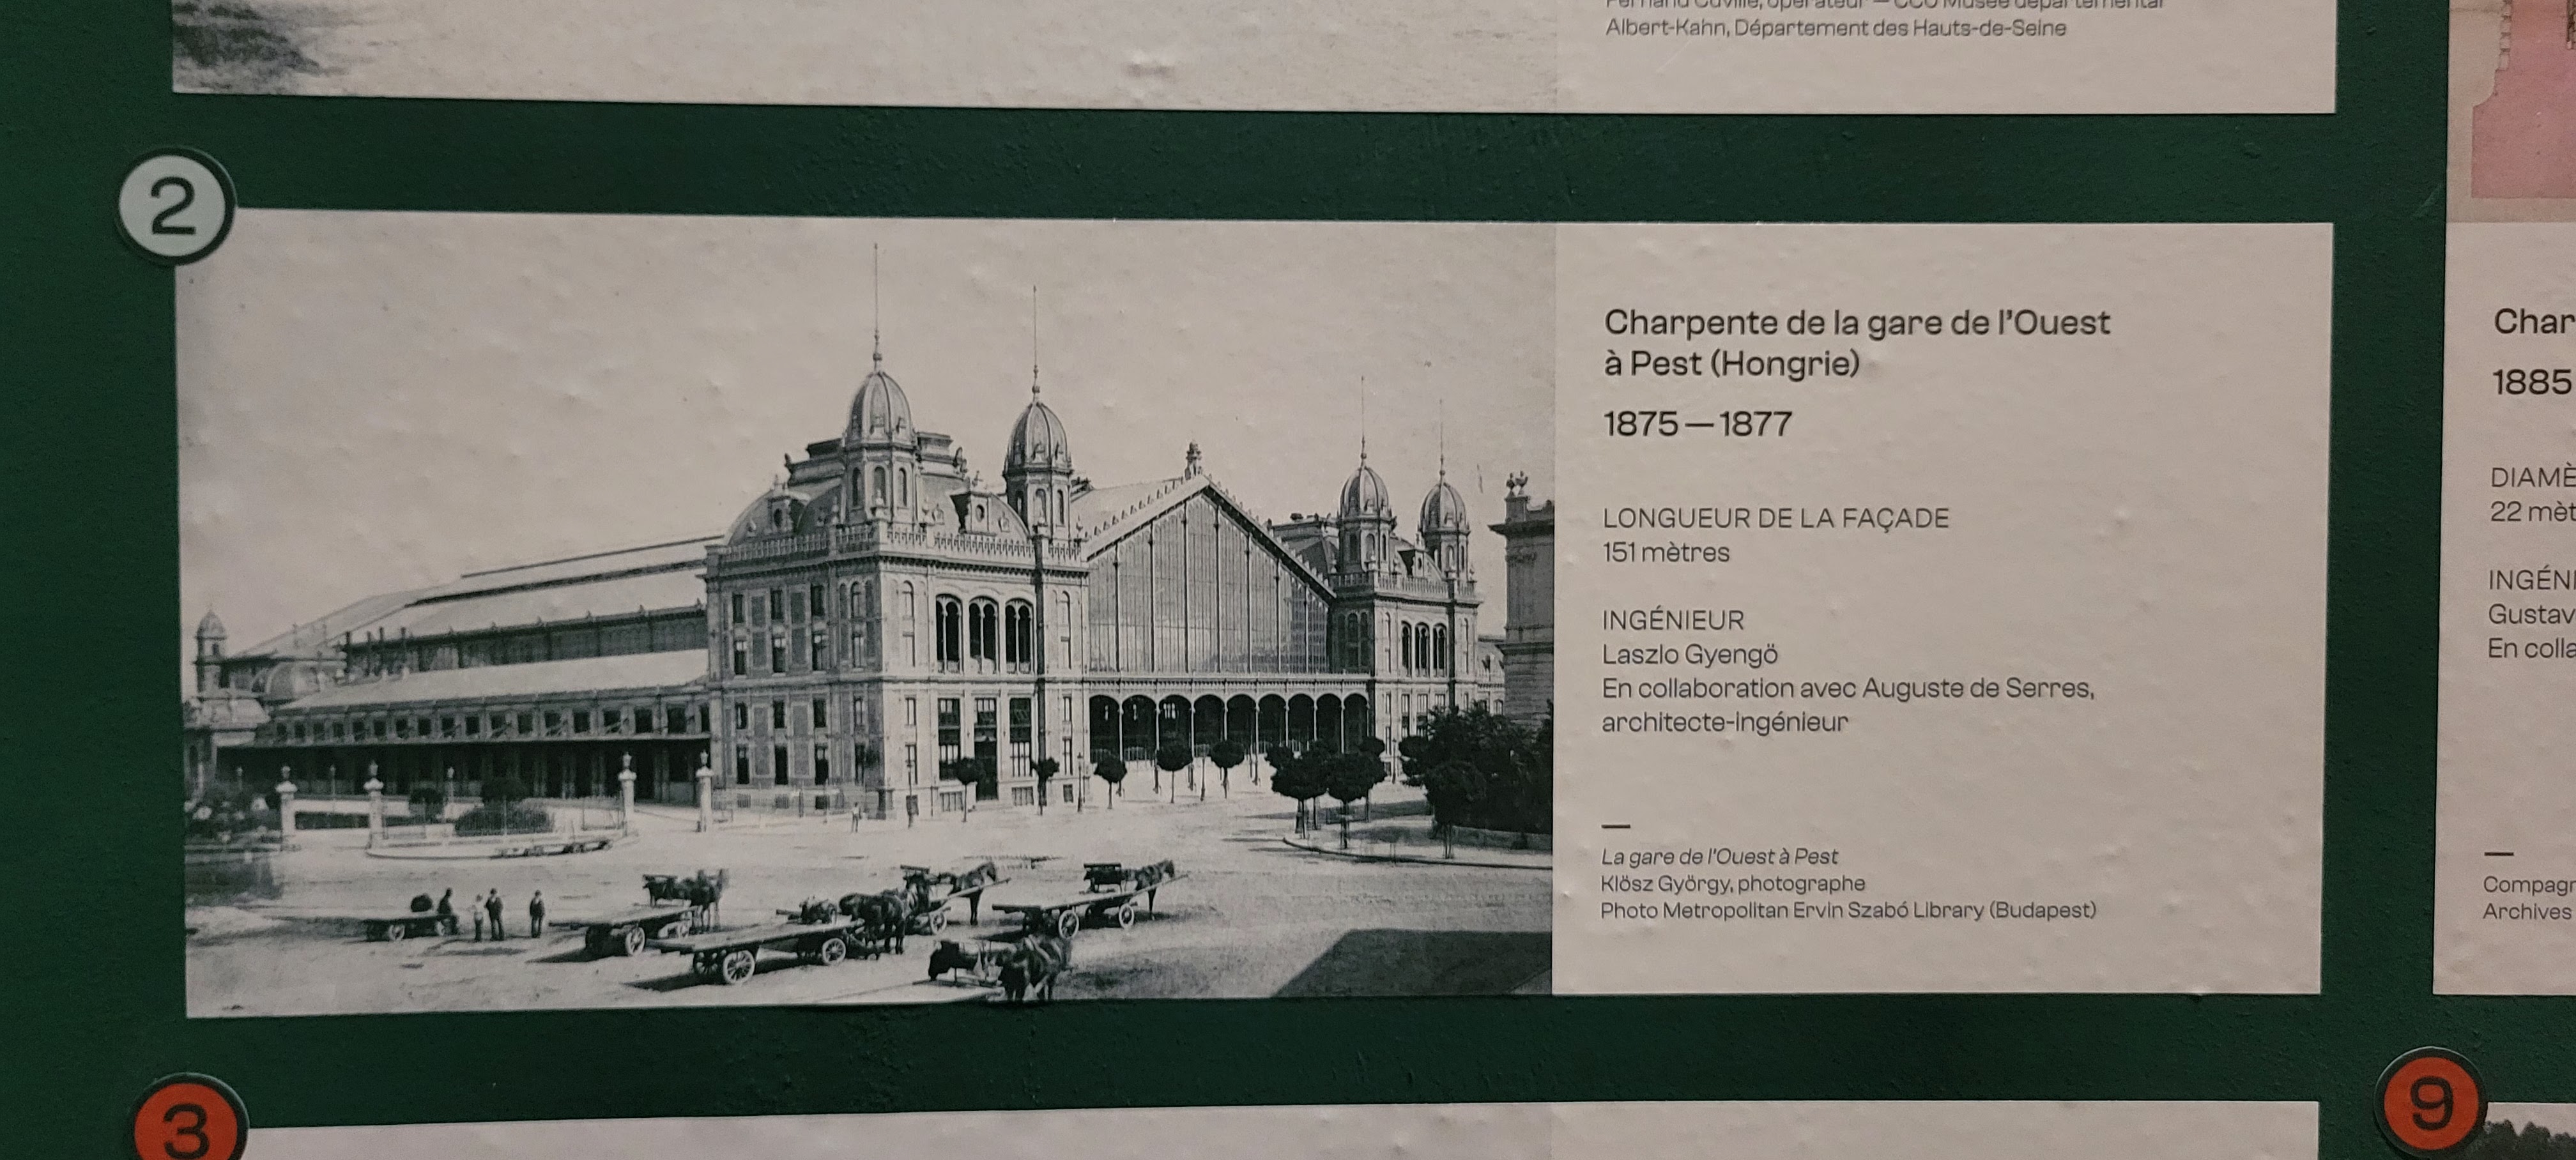 Albert-Kahn, Département des Hauts-de-Seine
2
Charpente de la gare de l'Ouest
à Pest (Hongrie)
1875—1877
LONGUEUR DE LA FAÇADE
151 mètres
INGÉNIEUR
Laszlo Gyengö
En collaboration avec Auguste de Serres,
architecte-ingénieur
La gare de l'Ouest à Pest
Klösz György, photographe
Photo Metropolitan Ervin Szabó Library (Budapest)
3
Char
1885
DIAMÈ
22 mèt
INGÉNI
Gustav
En colla
Compagn
Archives
9